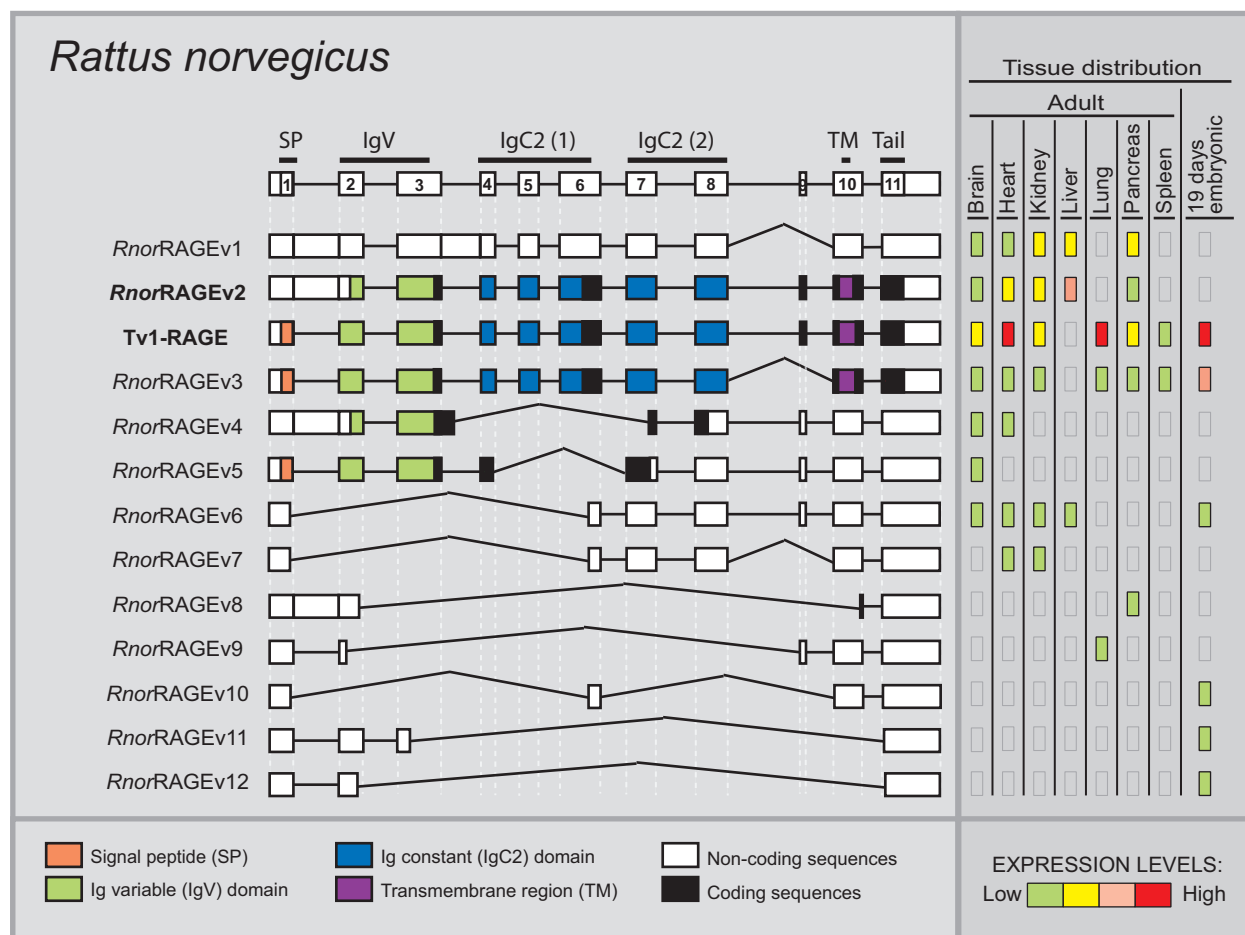 Rattus norvegicus
Tissue distribution
Adult
Brain
Heart
Kidney
Liver
Lung
Pancreas
Spleen
19 days
embryonic
SP IgV IgC2 (1) IgC2 (2) TM Tail
1 2 3 4 5 6 7 8 9 10 11
RnorRAGEv1
RnorRAGEv2
Tv1-RAGE
RnorRAGEv3
RnorRAGEv4
RnorRAGEv5
RnorRAGEv6
RnorRAGEv7
RnorRAGEv8
RnorRAGEv9
RnorRAGEv10
RnorRAGEv11
RnorRAGEv12
Signal peptide (SP)
Ig variable (IgV) domain
Ig constant (IgC2) domain
Transmembrane region (TM)
Non-coding sequences
Coding sequences
EXPRESSION LEVELS:
Low High